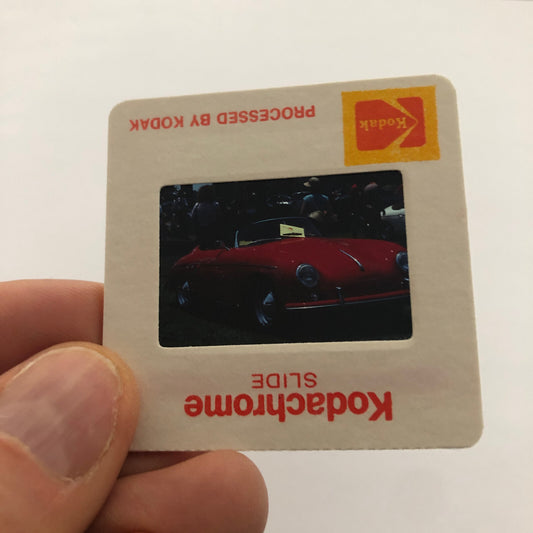 Kodachrome
SLIDE
Kodak
PROCESSED BY KODAK